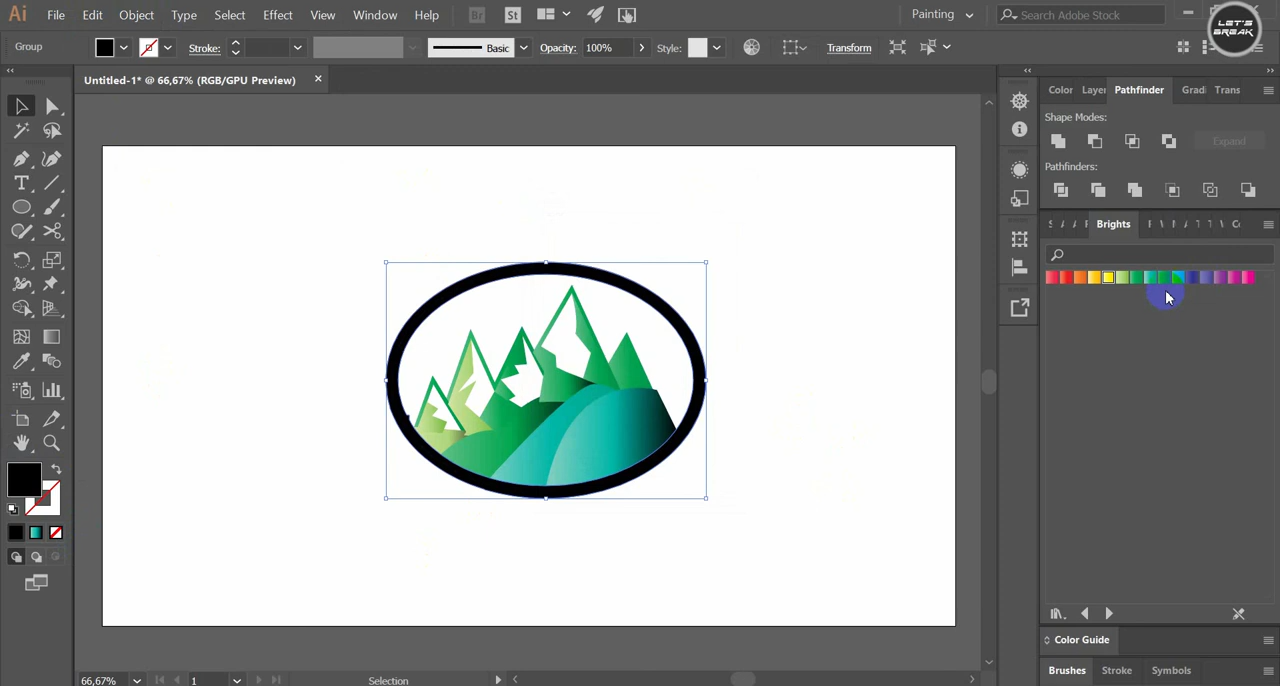 Ai File Edit Object Type Select Effect View Window Help Br St Painting Search Adobe Stock
LET'S BREAK
Group Stroke: Basic Opacity: 100% Style: Transform
Untitled-1* @ 66,67% (RGB/GPU Preview)
Color Layer Pathfinder Gradi Trans
Shape Modes:
Expand
Pathfinders:
Brights
Color Guide
Brushes Stroke Symbols
66,67% 1 Selection